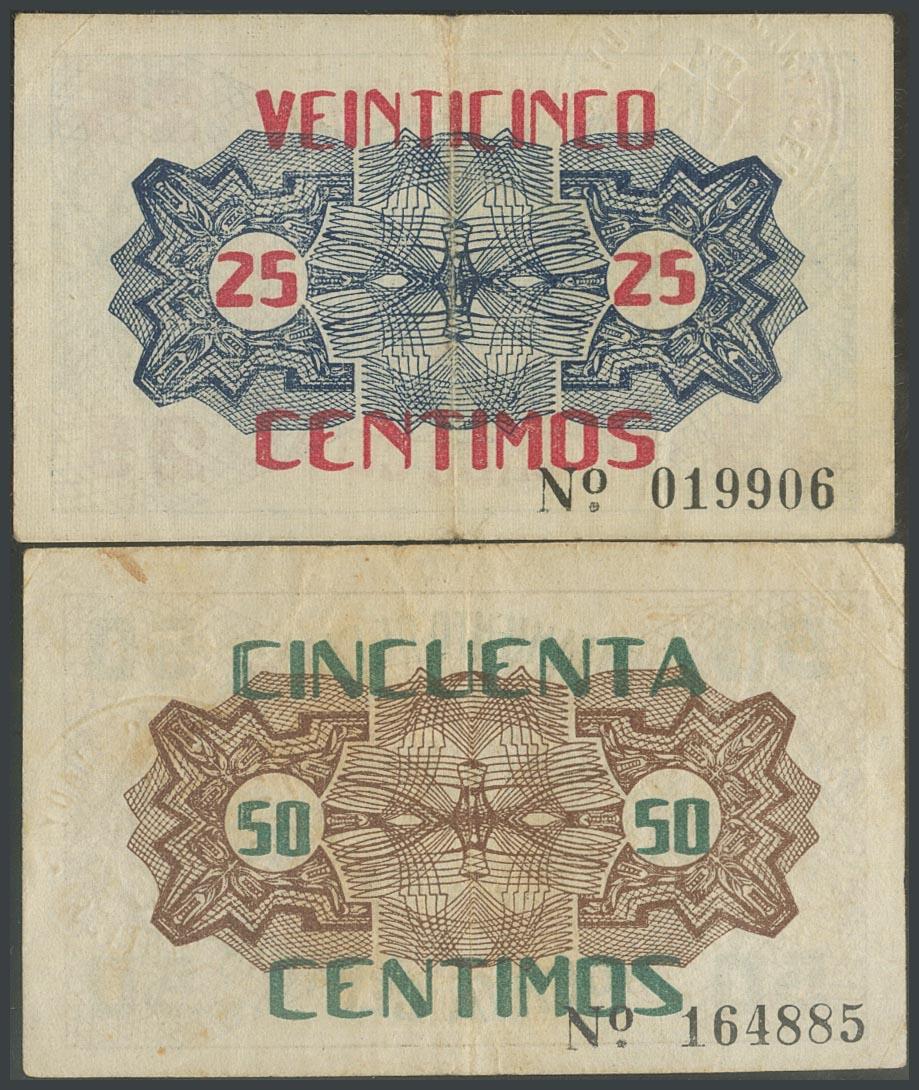 VEINTICINCO
25 25
CENTIMOS
Nº. 019906
CINCUENTA
50 50
CENTIMOS
Nº. 164885